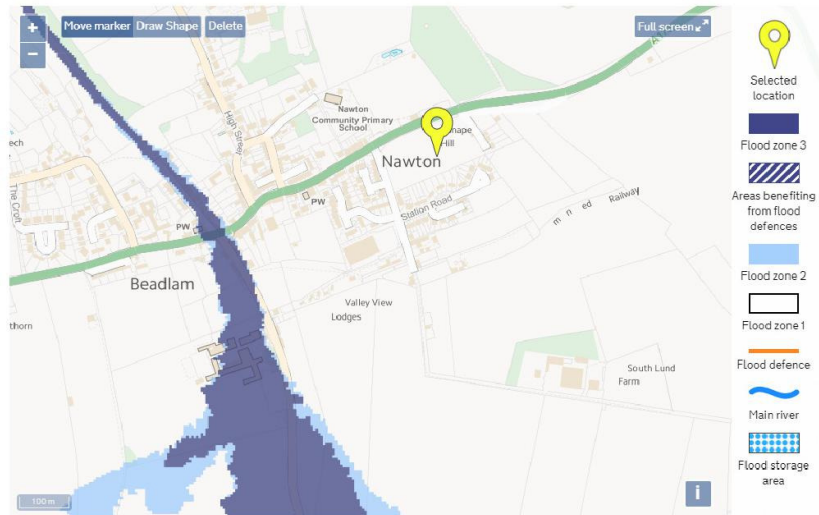 +
−
Move marker
Draw Shape
Delete
Full screen
Nawton
Community Primary
School
High Street
Hill
Nawton
PW
PW
Station Road
Railway
The Croft
Beadlam
Valley View
Lodges
South Lund
Farm
100 m
i
Selected
location
Flood zone 3
Areas benefiting
from flood
defences
Flood zone 2
Flood zone 1
Flood defence
Main river
Flood storage
area